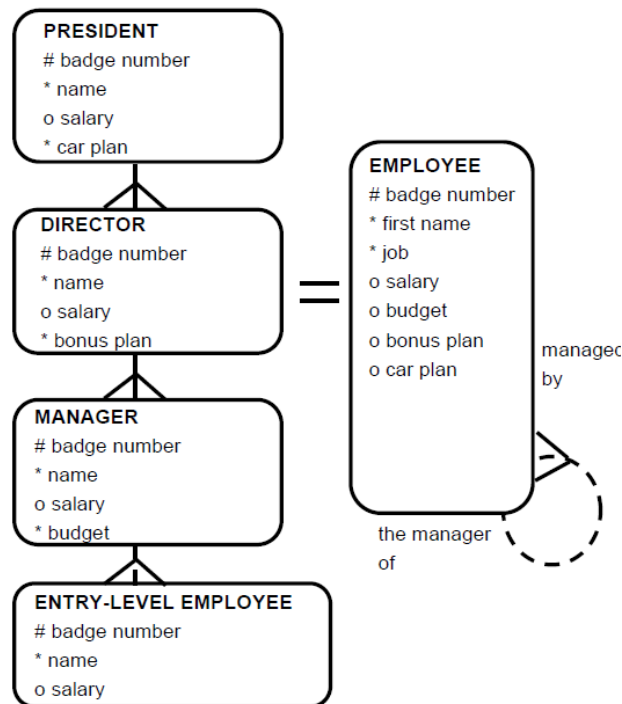 PRESIDENT
# badge number
* name
o salary
* car plan
DIRECTOR
# badge number
* name
o salary
* bonus plan
MANAGER
# badge number
* name
o salary
* budget
ENTRY-LEVEL EMPLOYEE
# badge number
* name
o salary
=
EMPLOYEE
# badge number
* first name
* job
o salary
o budget
o bonus plan
o car plan
managed
by
the manager
of